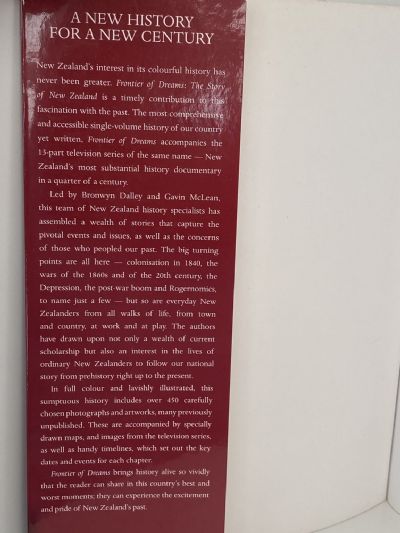 A NEW HISTORY
FOR A NEW CENTURY
New Zealand's interest in its colourful history has
never been greater. Frontier of Dreams: The Story
of New Zealand is a timely contribution to this
fascination with the past. The most comprehensive
and accessible single-volume history of our country
yet written, Frontier of Dreams accompanies the
13-part television series of the same name — New
Zealand's most substantial history documentary
in a quarter of a century.
Led by Bronwyn Dalley and Gavin McLean,
this team of New Zealand history specialists has
assembled a wealth of stories that capture the
pivotal events and issues, as well as the concerns
of those who peopled our past. The big turning
points are all here — colonisation in 1840, the
wars of the 1860s and of the 20th century, the
Depression, the post-war boom and Rogernomics,
to name just a few — but so are everyday New
Zealanders from all walks of life, from town
and country, at work and at play. The authors
have drawn upon not only a wealth of current
scholarship but also an interest in the lives of
ordinary New Zealanders to follow our national
story from prehistory right up to the present.
In full colour and lavishly illustrated, this
sumptuous history includes over 450 carefully
chosen photographs and artworks, many previously
unpublished. These are accompanied by specially
drawn maps, and images from the television series,
as well as handy timelines, which set out the key
dates and events for each chapter.
Frontier of Dreams brings history alive so vividly
that the reader can share in this country's best and
worst moments; they can experience the excitement
and pride of New Zealand's past.